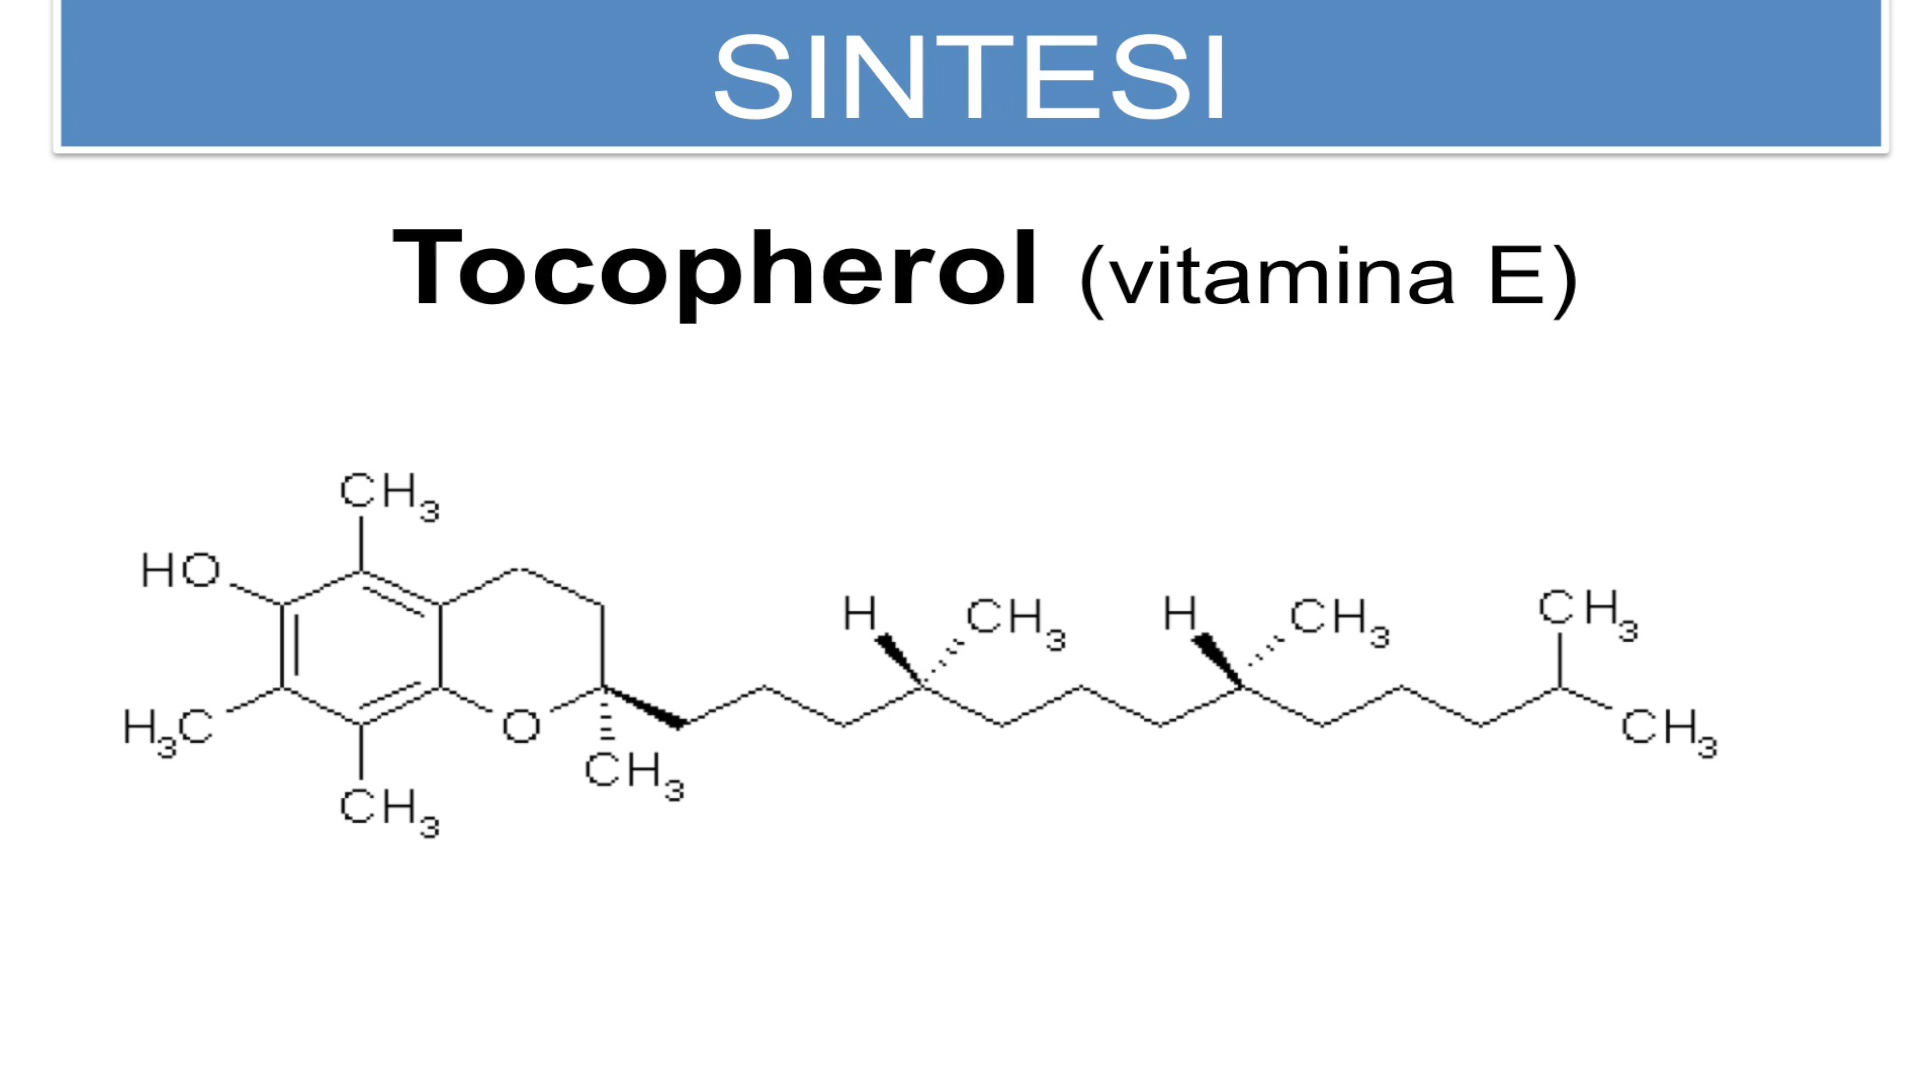 SINTESI
Tocopherol (vitamina E)
CH3
HO
H CH3 H CH3 CH3
H3C O CH3
CH3
CH3